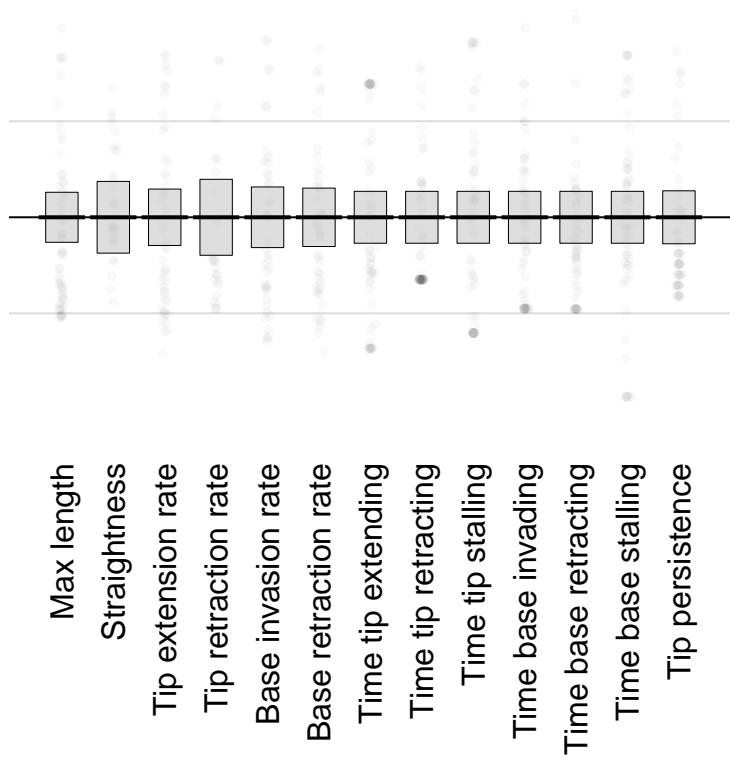 Max length
Straightness
Tip extension rate
Tip retraction rate
Base invasion rate
Base retraction rate
Time tip extending
Time tip retracting
Time tip stalling
Time base invading
Time base retracting
Time base stalling
Tip persistence